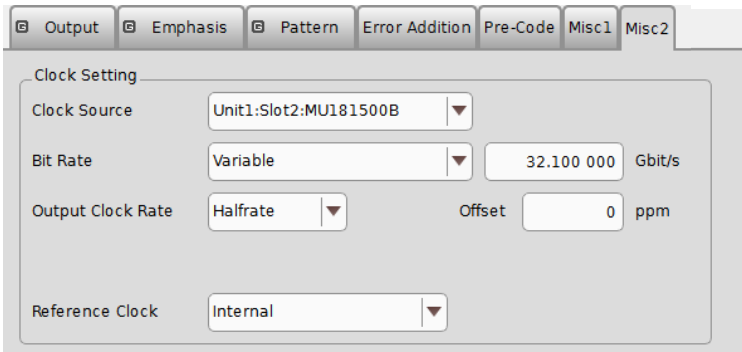 G Output G Emphasis G Pattern Error Addition Pre-Code Misc1 Misc2
Clock Setting
Clock Source Unit1:Slot2:MU181500B
Bit Rate Variable 32.100 000 Gbit/s
Output Clock Rate Halfrate Offset 0 ppm
Reference Clock Internal